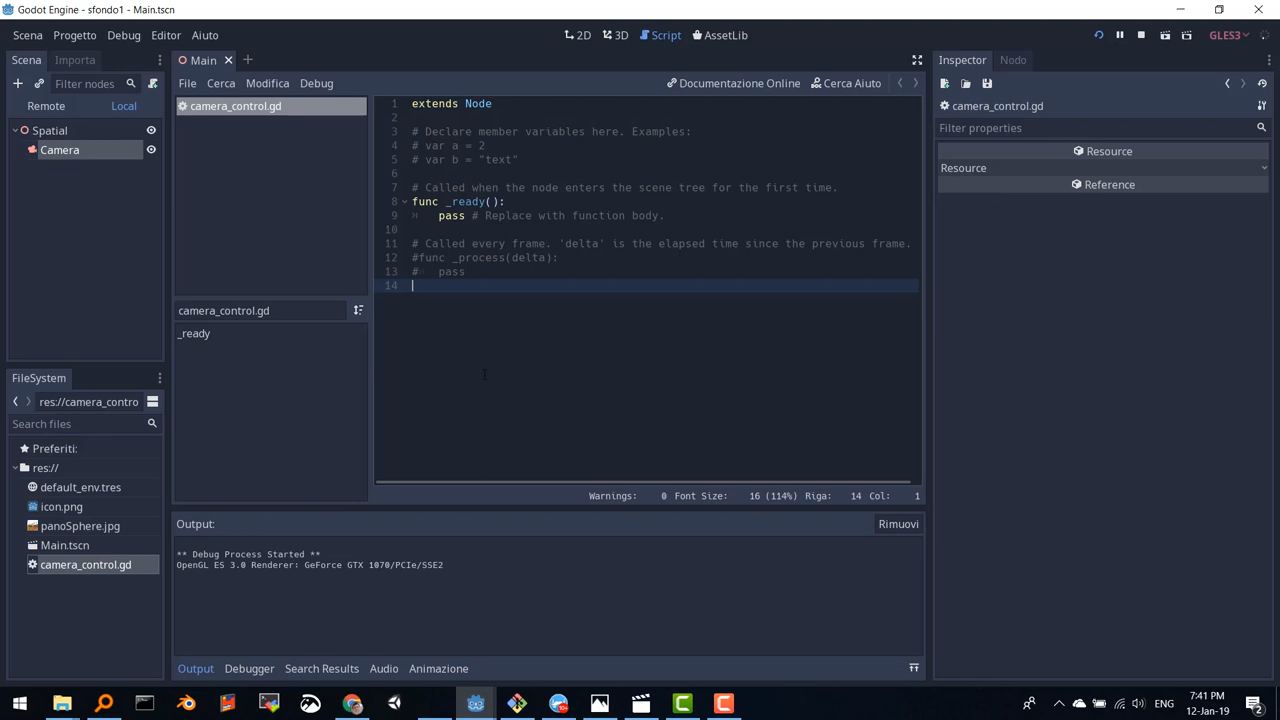 Godot Engine - sfondo1 - Main.tscn
Scena Progetto Debug Editor Aiuto
2D 3D Script AssetLib
GLES3
Scena Importa
Main
Inspector Nodo
Filter nodes
File Cerca Modifica Debug
Documentazione Online Cerca Aiuto
Remote Local
camera_control.gd
camera_control.gd
Filter properties
Spatial
Camera
Resource
Resource
Reference
1 extends Node
2
3 # Declare member variables here. Examples:
4 # var a = 2
5 # var b = "text"
6
7 # Called when the node enters the scene tree for the first time.
8 func _ready():
9 pass # Replace with function body.
10
11 # Called every frame. 'delta' is the elapsed time since the previous frame.
12 #func _process(delta):
13 # pass
14
camera_control.gd
_ready
FileSystem
res://camera_contro
Search files
Preferiti:
res://
default_env.tres
icon.png
panoSphere.jpg
Main.tscn
camera_control.gd
Warnings: 0 Font Size: 16 (114%) Riga: 14 Col: 1
Output: Rimuovi
** Debug Process Started **
OpenGL ES 3.0 Renderer: GeForce GTX 1070/PCIe/SSE2
Output Debugger Search Results Audio Animazione
10+
ENG
7:41 PM
12-Jan-19
2